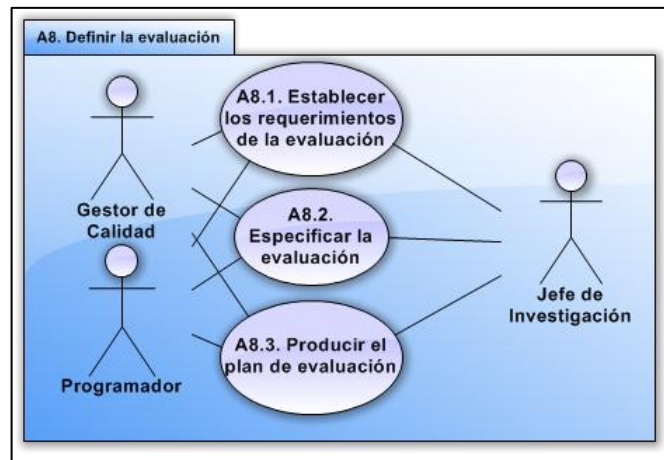 A8. Definir la evaluación
A8.1. Establecer
los requerimientos
de la evaluación
Gestor de
Calidad
A8.2.
Especificar la
evaluación
Jefe de
Investigación
A8.3. Producir el
plan de evaluación
Programador